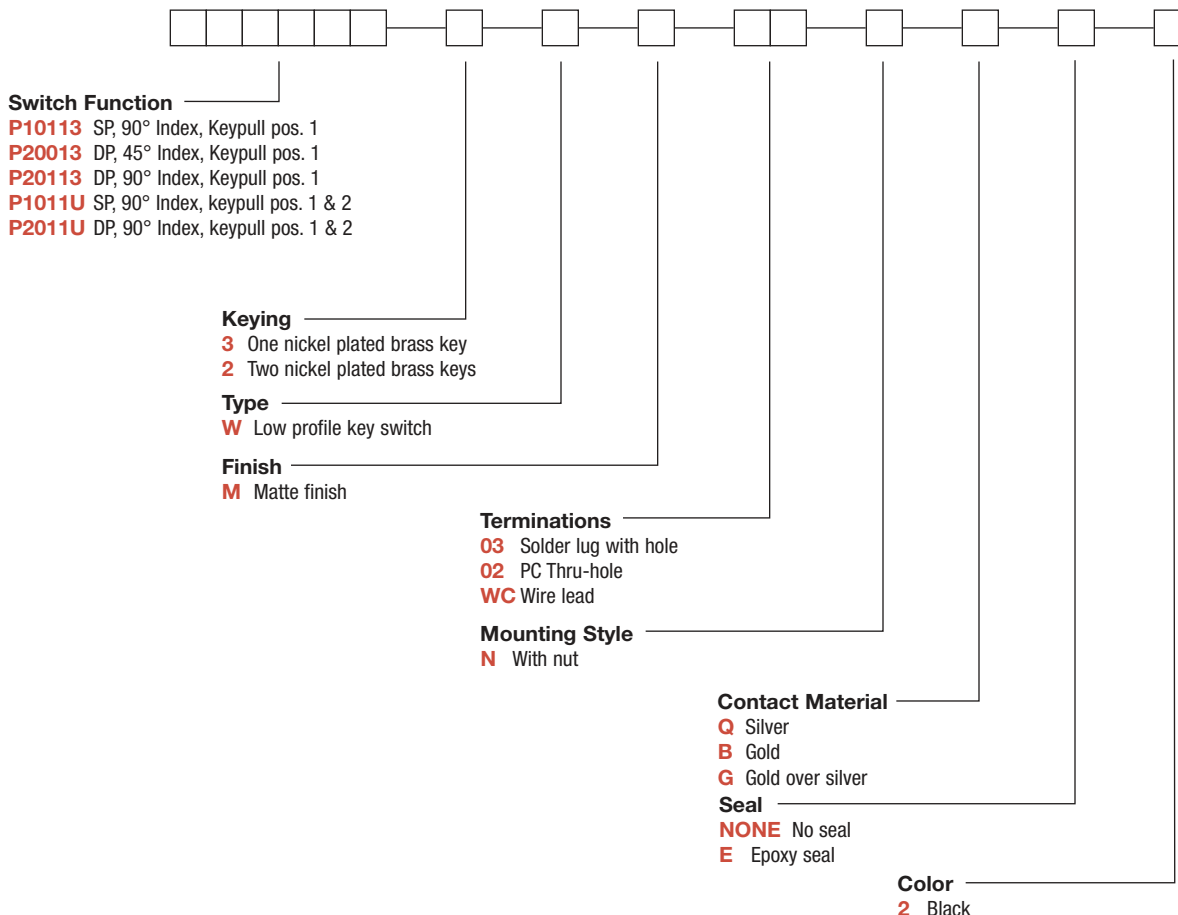 Switch Function
P10113 SP, 90° Index, Keypull pos. 1
P20013 DP, 45° Index, Keypull pos. 1
P20113 DP, 90° Index, Keypull pos. 1
P1011U SP, 90° Index, keypull pos. 1 & 2
P2011U DP, 90° Index, keypull pos. 1 & 2
Keying
3 One nickel plated brass key
2 Two nickel plated brass keys
Type
W Low profile key switch
Finish
M Matte finish
Terminations
03 Solder lug with hole
02 PC Thru-hole
WC Wire lead
Mounting Style
N With nut
Contact Material
Q Silver
B Gold
G Gold over silver
Seal
NONE No seal
E Epoxy seal
Color
2 Black